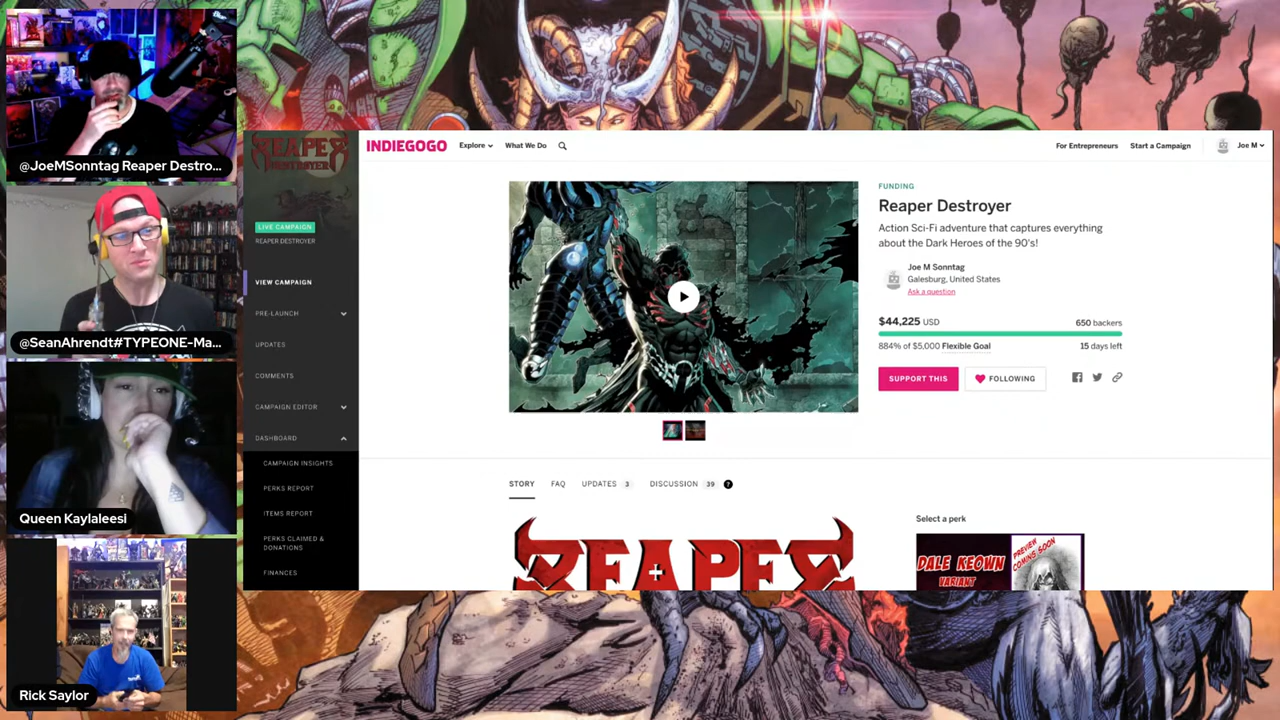 @JoeMSonntag Reaper Destro...
@SeanAhrendt#TYPEONE-Ma...
Queen Kaylaleesi
Rick Saylor
REAPER
DESTROYER
LIVE CAMPAIGN
REAPER DESTROYER
VIEW CAMPAIGN
PRE-LAUNCH
UPDATES
COMMENTS
CAMPAIGN EDITOR
DASHBOARD
CAMPAIGN INSIGHTS
PERKS REPORT
ITEMS REPORT
PERKS CLAIMED &
DONATIONS
FINANCES
INDIEGOGO
Explore
What We Do
For Entrepreneurs
Start a Campaign
Joe M
FUNDING
Reaper Destroyer
Action Sci-Fi adventure that captures everything
about the Dark Heroes of the 90's!
Joe M Sonntag
Galesburg, United States
Ask a question
$44,225 USD
650 backers
884% of $5,000 Flexible Goal
15 days left
SUPPORT THIS
FOLLOWING
STORY
FAQ
UPDATES 3
DISCUSSION 39
?
REAPER
Select a perk
DALE KEOWN
VARIANT
PREVIEW
COMING SOON